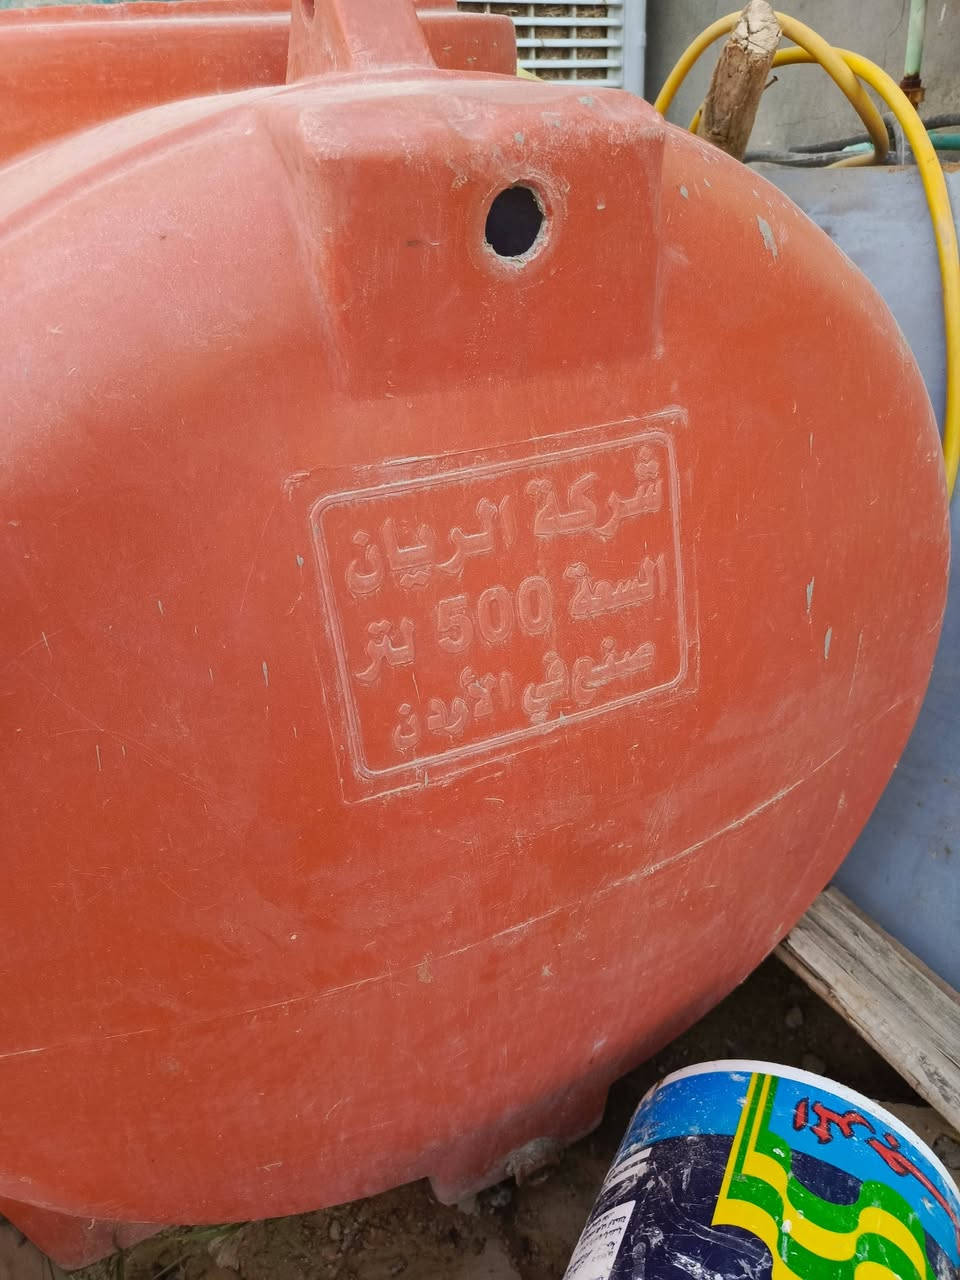 شركة الريان
السعة 500 لتر
صنع في الأردن